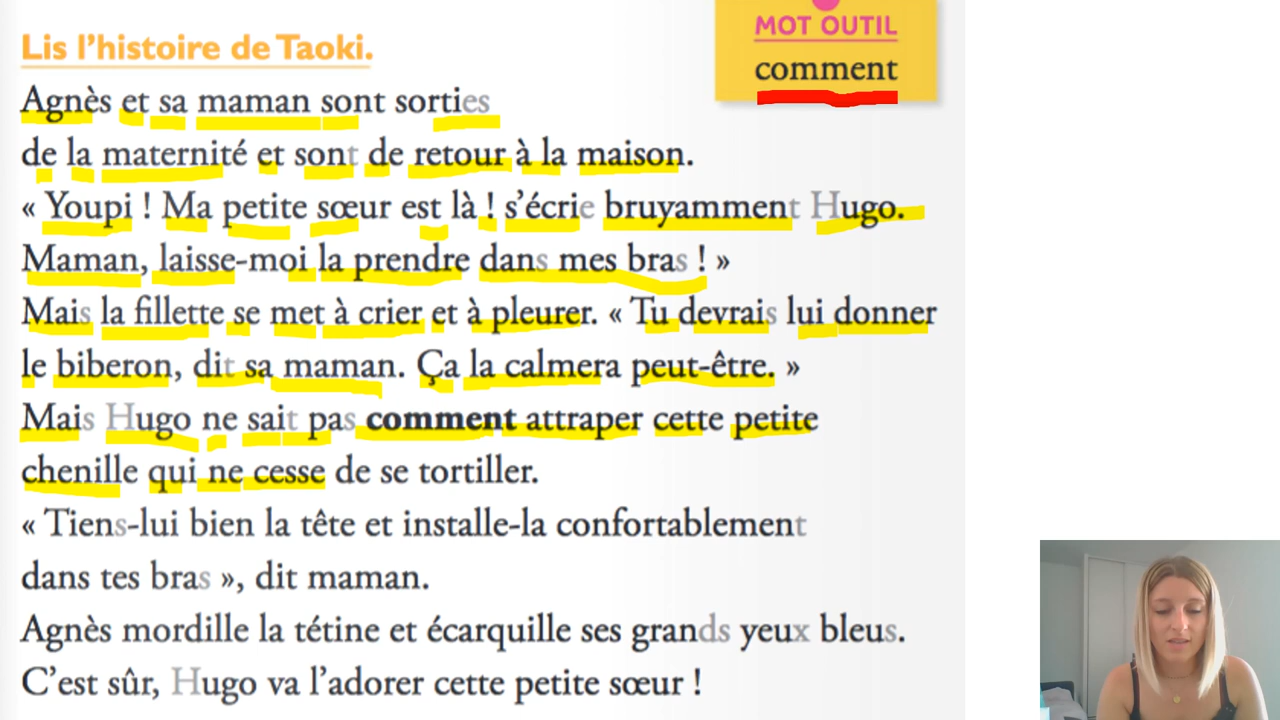 MOT OUTIL
comment
Lis l’histoire de Taoki.
Agnès et sa maman sont sorties
de la maternité et sont de retour à la maison.
« Youpi ! Ma petite sœur est là ! s’écrie bruyamment Hugo.
Maman, laisse-moi la prendre dans mes bras ! »
Mais la fillette se met à crier et à pleurer. « Tu devrais lui donner
le biberon, dit sa maman. Ça la calmera peut-être. »
Mais Hugo ne sait pas comment attraper cette petite
chenille qui ne cesse de se tortiller.
« Tiens-lui bien la tête et installe-la confortablement
dans tes bras », dit maman.
Agnès mordille la tétine et écarquille ses grands yeux bleus.
C’est sûr, Hugo va l’adorer cette petite sœur !